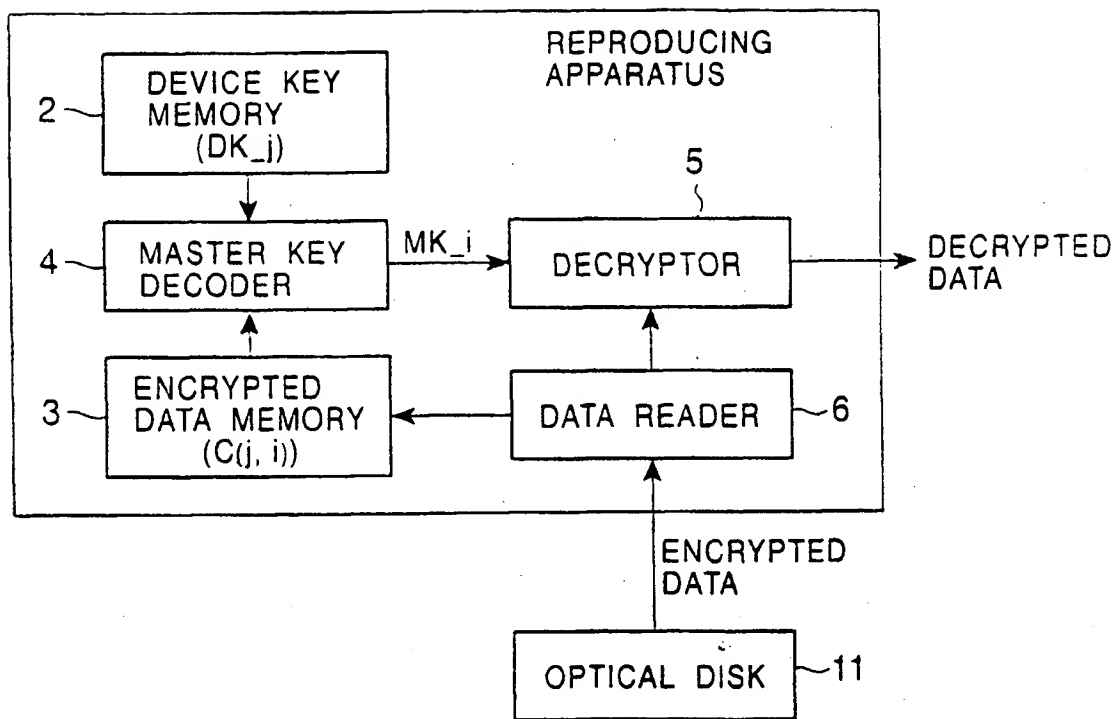 REPRODUCING
APPARATUS
2
DEVICE KEY
MEMORY
(DK_j)
5
4
MASTER KEY
DECODER
MK_i
DECRYPTOR
DECRYPTED
DATA
3
ENCRYPTED
DATA MEMORY
(C(j, i))
DATA READER
6
ENCRYPTED
DATA
OPTICAL DISK
11